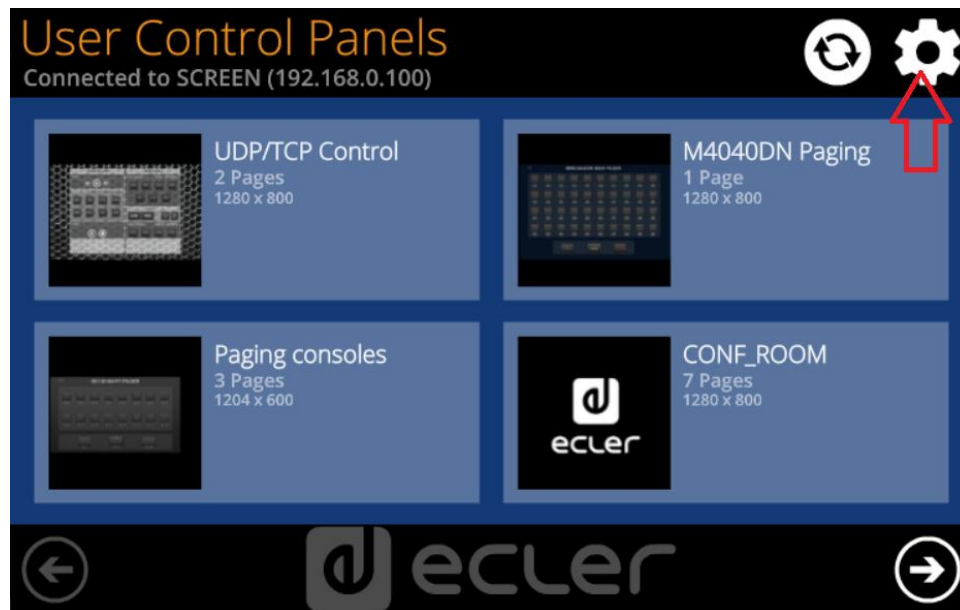 User Control Panels
Connected to SCREEN (192.168.0.100)
UDP/TCP Control
2 Pages
1280 x 800
M4040DN Paging
1 Page
1280 x 800
Paging consoles
3 Pages
1204 x 600
CONF_ROOM
7 Pages
1280 x 800
ecler
ecler